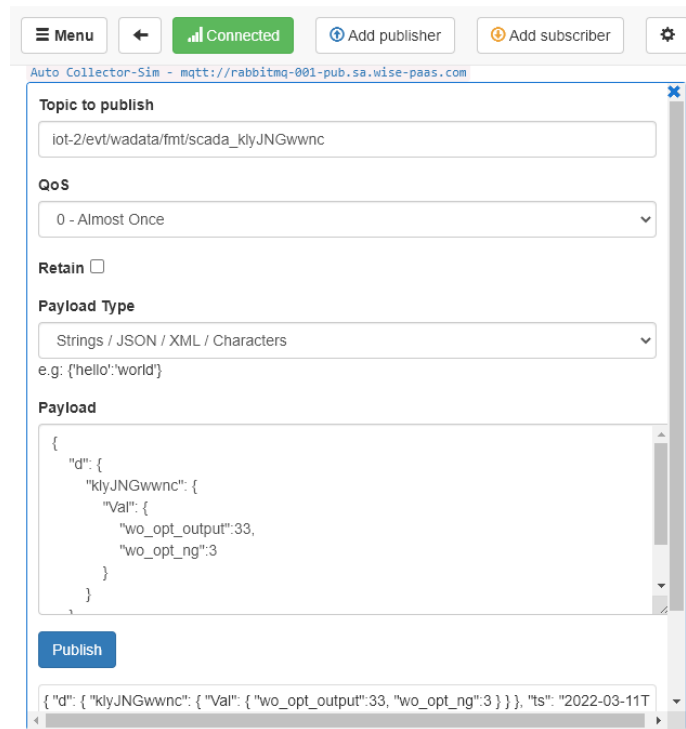 Menu
Connected
Add publisher
Add subscriber
Auto Collector-Sim - mqtt://rabbitmq-001-pub.sa.wise-paas.com
Topic to publish
iot-2/evt/wadata/fmt/scada_klyJNGwwnc
QoS
0 - Almost Once
Retain
Payload Type
Strings / JSON / XML / Characters
e.g: {'hello':'world'}
Payload
{
"d": {
"klyJNGwwnc": {
"Val": {
"wo_opt_output":33,
"wo_opt_ng":3
}
}
}
Publish
{ "d": { "klyJNGwwnc": { "Val": { "wo_opt_output":33, "wo_opt_ng":3 } } }, "ts": "2022-03-11T